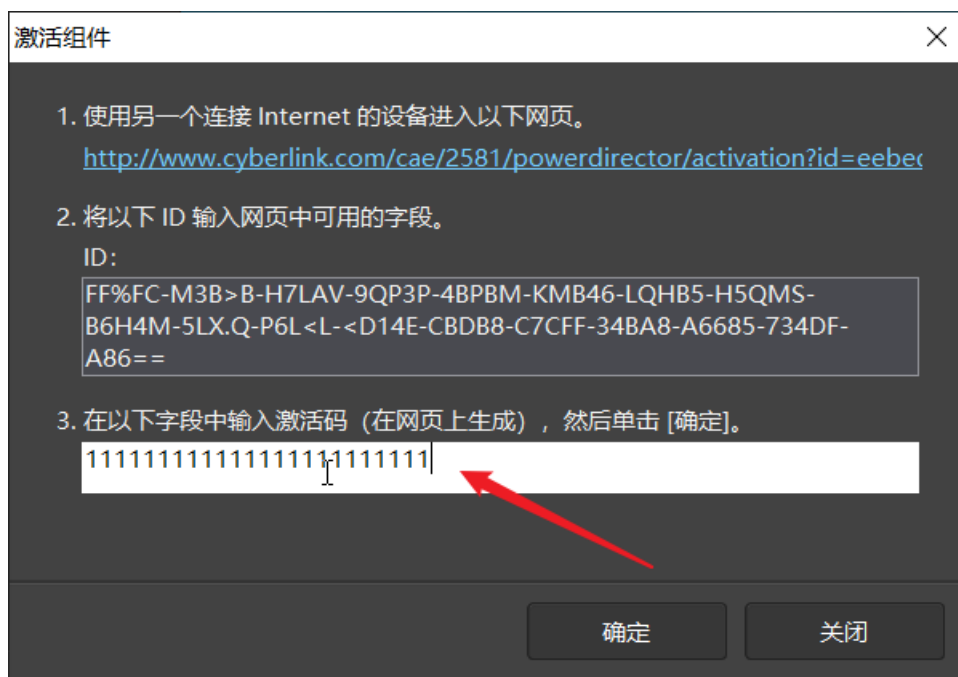 激活组件
1. 使用另一个连接 Internet 的设备进入以下网页。
http://www.cyberlink.com/cae/2581/powerdirector/activation?id=eebec
2. 将以下 ID 输入网页中可用的字段。
ID:
FF%FC-M3B>B-H7LAV-9QP3P-4BPBM-KMB46-LQHB5-H5QMS-
B6H4M-5LX.Q-P6L<L-<D14E-CBDB8-C7CFF-34BA8-A6685-734DF-
A86==
3. 在以下字段中输入激活码（在网页上生成），然后单击 [确定]。
111111111111111111111111
确定
关闭